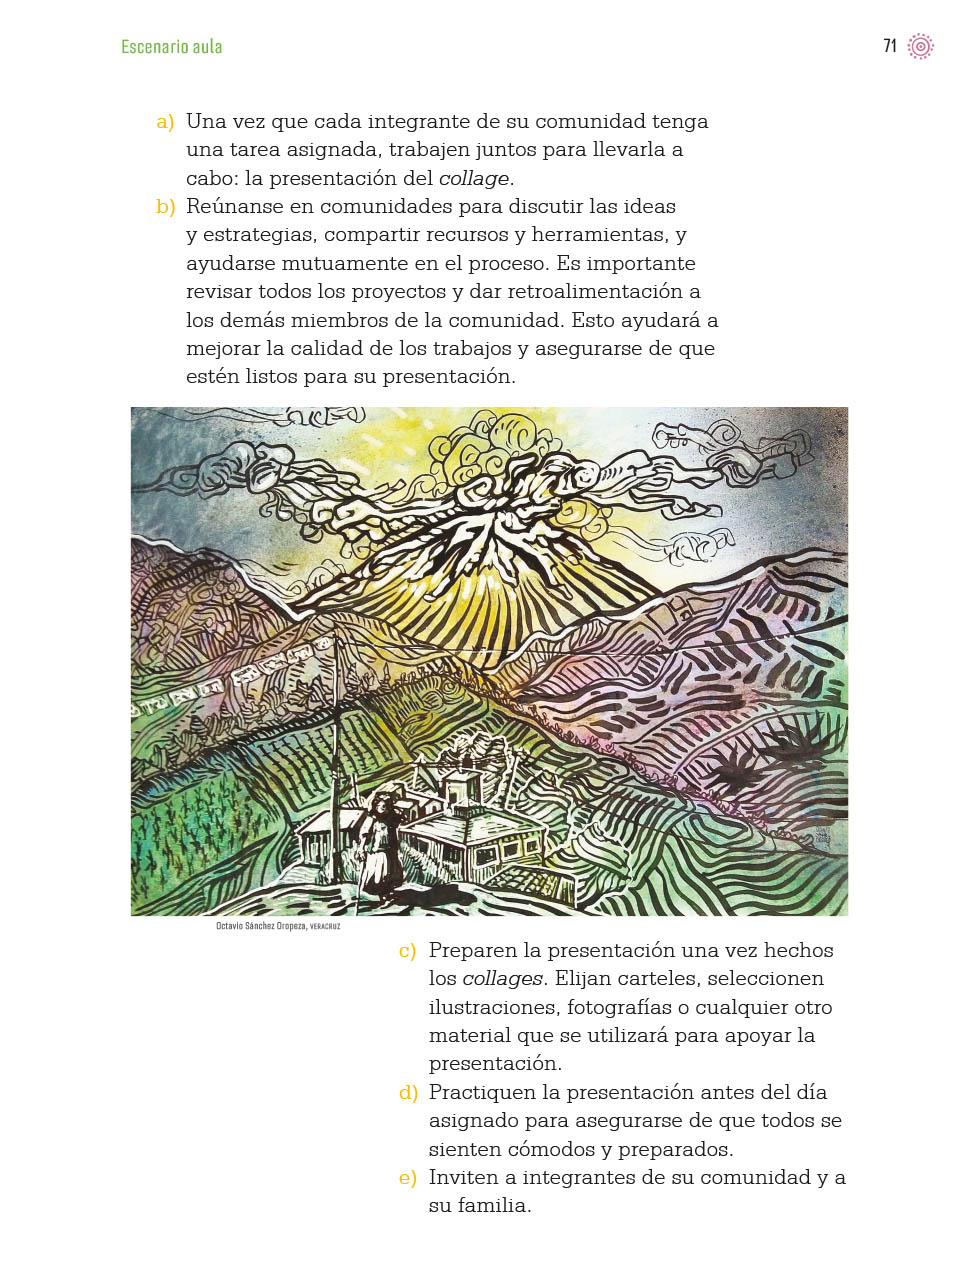 Escenario aula
71
a) Una vez que cada integrante de su comunidad tenga
una tarea asignada, trabajen juntos para llevarla a
cabo: la presentación del collage.
b) Reúnanse en comunidades para discutir las ideas
y estrategias, compartir recursos y herramientas, y
ayudarse mutuamente en el proceso. Es importante
revisar todos los proyectos y dar retroalimentación a
los demás miembros de la comunidad. Esto ayudará a
mejorar la calidad de los trabajos y asegurarse de que
estén listos para su presentación.
Octavio Sánchez Oropeza, VERACRUZ
c) Preparen la presentación una vez hechos
los collages. Elijan carteles, seleccionen
ilustraciones, fotografías o cualquier otro
material que se utilizará para apoyar la
presentación.
d) Practiquen la presentación antes del día
asignado para asegurarse de que todos se
sienten cómodos y preparados.
e) Inviten a integrantes de su comunidad y a
su familia.